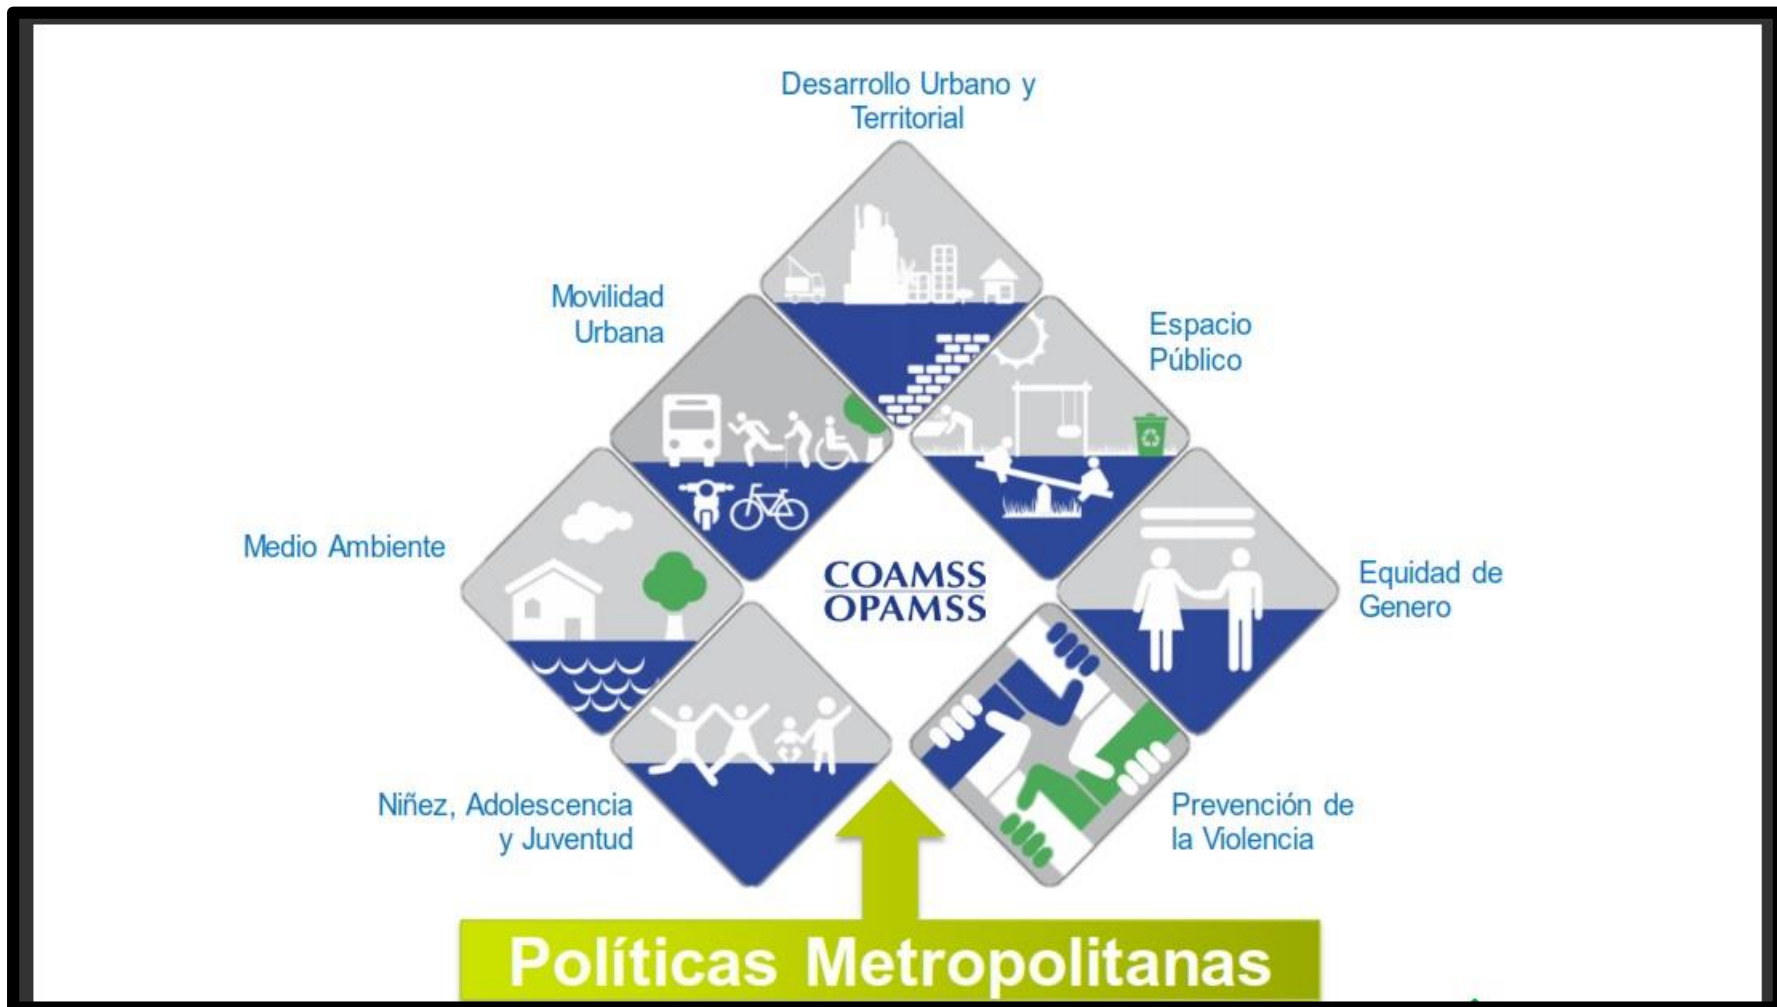 Desarrollo Urbano y
Territorial
Movilidad
Urbana
Espacio
Público
Medio Ambiente
COAMSS
OPAMSS
Equidad de
Genero
Niñez, Adolescencia
y Juventud
Prevención de
la Violencia
Políticas Metropolitanas